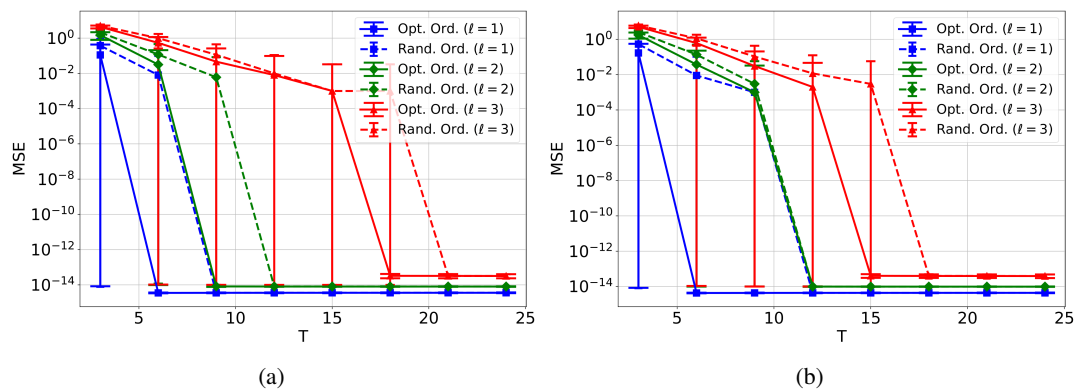 MSE
10^0
10^−2
10^−4
10^−6
10^−8
10^−10
10^−12
10^−14
5
10
15
20
25
T
Opt. Ord. (ℓ = 1)
Rand. Ord. (ℓ = 1)
Opt. Ord. (ℓ = 2)
Rand. Ord. (ℓ = 2)
Opt. Ord. (ℓ = 3)
Rand. Ord. (ℓ = 3)
(a)
MSE
10^0
10^−2
10^−4
10^−6
10^−8
10^−10
10^−12
10^−14
5
10
15
20
25
T
Opt. Ord. (ℓ = 1)
Rand. Ord. (ℓ = 1)
Opt. Ord. (ℓ = 2)
Rand. Ord. (ℓ = 2)
Opt. Ord. (ℓ = 3)
Rand. Ord. (ℓ = 3)
(b)